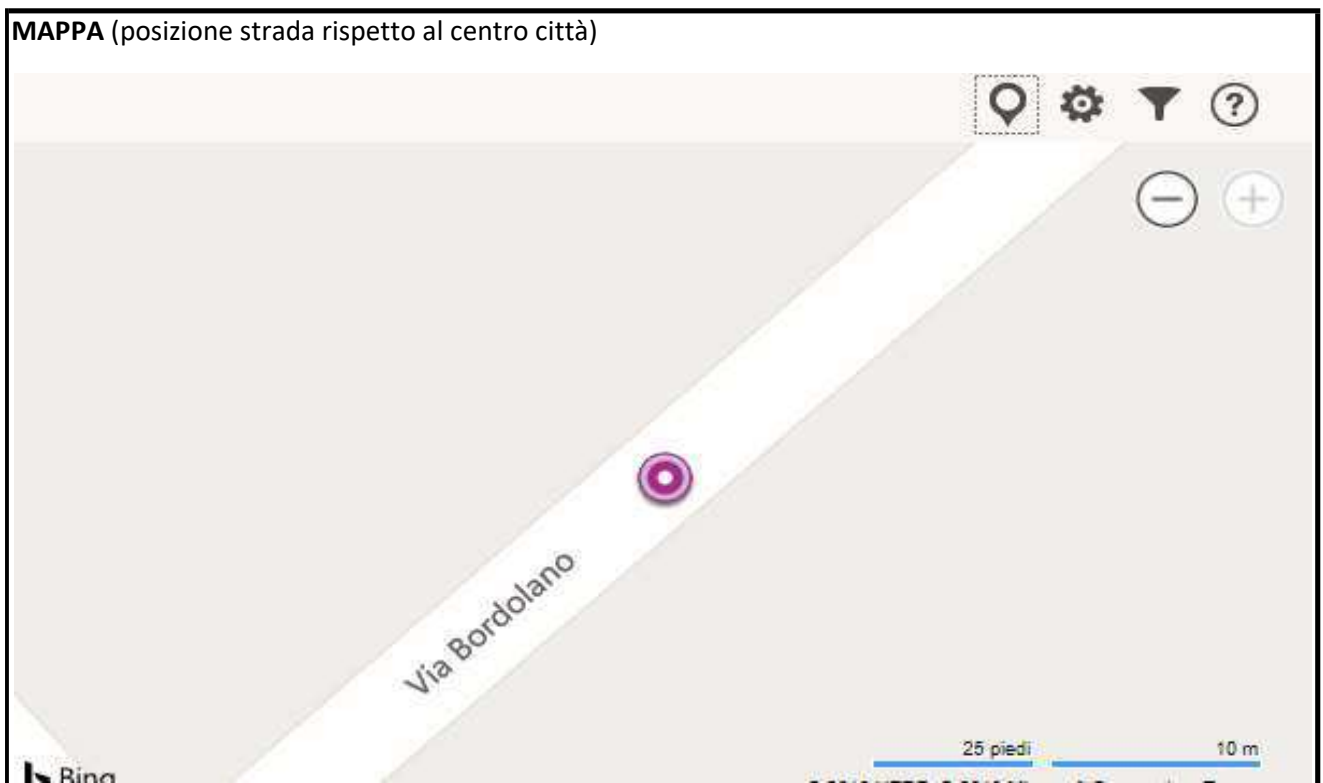 MAPPA (posizione strada rispetto al centro città)
Via Bordolano
25 piedi 10 m
Bing